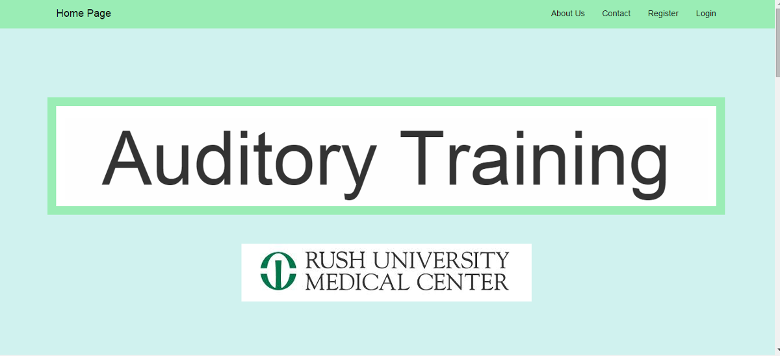 Home Page About Us Contact Register Login
Auditory Training
RUSH UNIVERSITY
MEDICAL CENTER